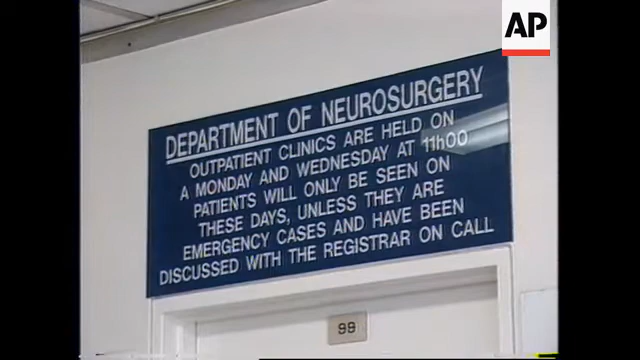 AP
DEPARTMENT OF NEUROSURGERY
OUTPATIENT CLINICS ARE HELD ON
A MONDAY AND WEDNESDAY AT 11h00
PATIENTS WILL ONLY BE SEEN ON
THESE DAYS, UNLESS THEY ARE
EMERGENCY CASES AND HAVE BEEN
DISCUSSED WITH THE REGISTRAR ON CALL
99